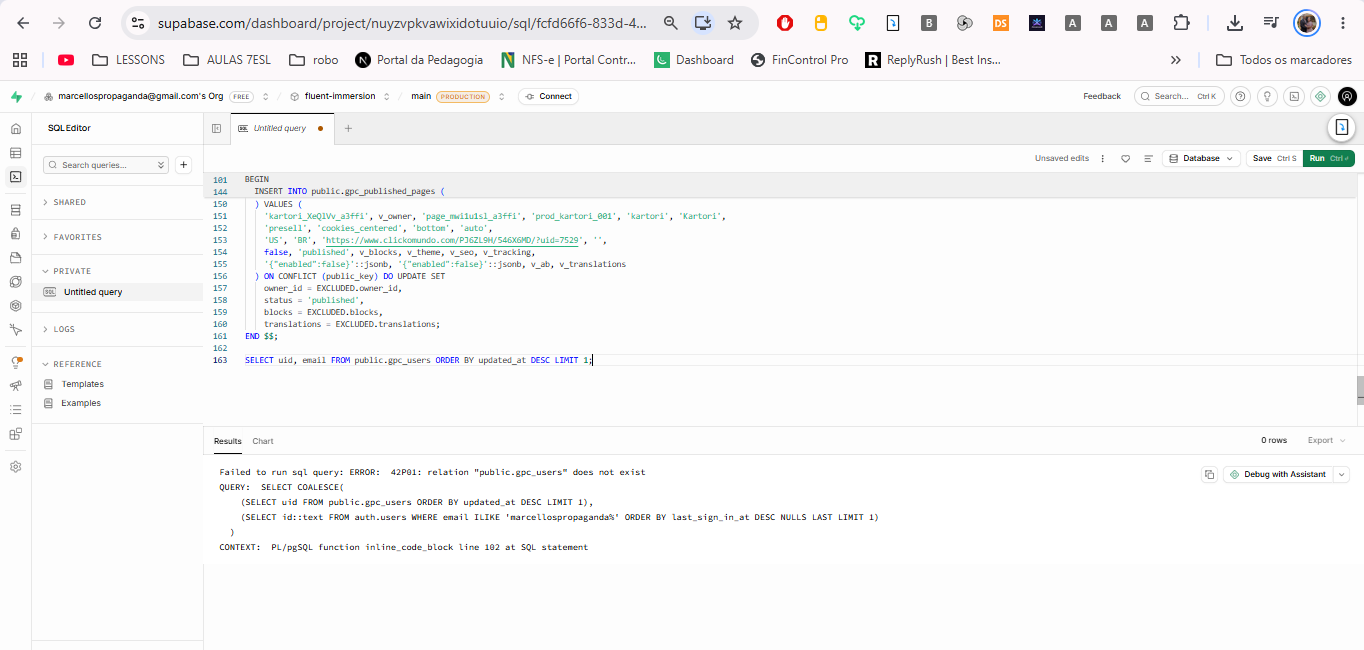 supabase.com/dashboard/project/nuyzvpkvawixidotuuio/sql/fcfd66f6-833d-4...
LESSONS
AULAS 7ESL
robo
Portal da Pedagogia
NFS-e | Portal Contr...
Dashboard
FinControl Pro
ReplyRush | Best Ins...
Todos os marcadores
marcellospropaganda@gmail.com's Org
FREE
fluent-immersion
main
PRODUCTION
Connect
Feedback
Search...
Ctrl K
SQL Editor
Untitled query
Search queries...
Unsaved edits
Database
Save Ctrl S
Run Ctrl
SHARED
FAVORITES
PRIVATE
Untitled query
LOGS
REFERENCE
Templates
Examples
101 BEGIN
144 INSERT INTO public.gpc_published_pages (
150 ) VALUES (
151 'kartori_XeQiVv_a3ffi', v_owner, 'page_mwi1u1sl_a3ffi', 'prod_kartori_001', 'kartori', 'Kartori',
152 'presell', 'cookies_centered', 'bottom', 'auto',
153 'US', 'BR', 'https://www.clickomundo.com/PJ6ZL9H/546X6MD/?uid=7529', '',
154 false, 'published', v_blocks, v_theme, v_seo, v_tracking,
155 '{"enabled":false}'::jsonb, '{"enabled":false}'::jsonb, v_ab, v_translations
156 ) ON CONFLICT (public_key) DO UPDATE SET
157 owner_id = EXCLUDED.owner_id,
158 status = 'published',
159 blocks = EXCLUDED.blocks,
160 translations = EXCLUDED.translations;
161 END $$;
162
163 SELECT uid, email FROM public.gpc_users ORDER BY updated_at DESC LIMIT 1;
Results
Chart
0 rows
Export
Failed to run sql query: ERROR: 42P01: relation "public.gpc_users" does not exist
QUERY: SELECT COALESCE(
(SELECT uid FROM public.gpc_users ORDER BY updated_at DESC LIMIT 1),
(SELECT id::text FROM auth.users WHERE email ILIKE 'marcellospropaganda%' ORDER BY last_sign_in_at DESC NULLS LAST LIMIT 1)
)
CONTEXT: PL/pgSQL function inline_code_block line 102 at SQL statement
Debug with Assistant